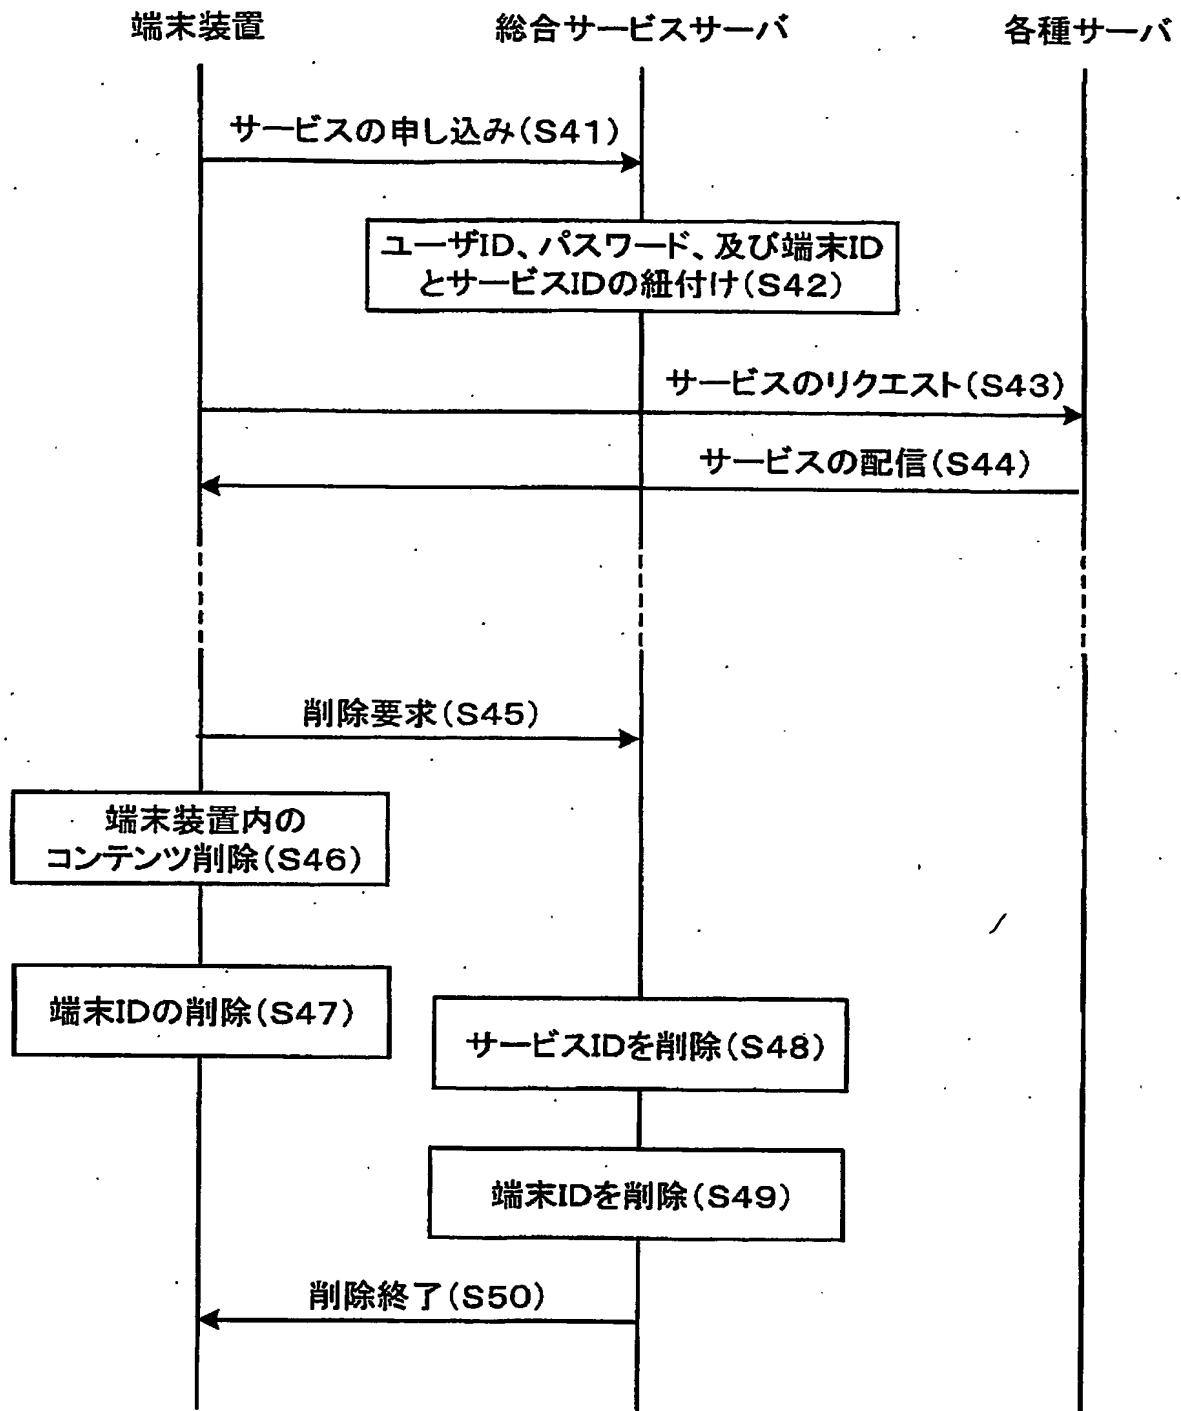 端末装置
総合サービスサーバ
各種サーバ
サービスの申し込み(S41)
ユーザID、パスワード、及び端末ID
とサービスIDの紐付け(S42)
サービスのリクエスト(S43)
サービスの配信(S44)
削除要求(S45)
端末装置内の
コンテンツ削除(S46)
端末IDの削除(S47)
サービスIDを削除(S48)
端末IDを削除(S49)
削除終了(S50)